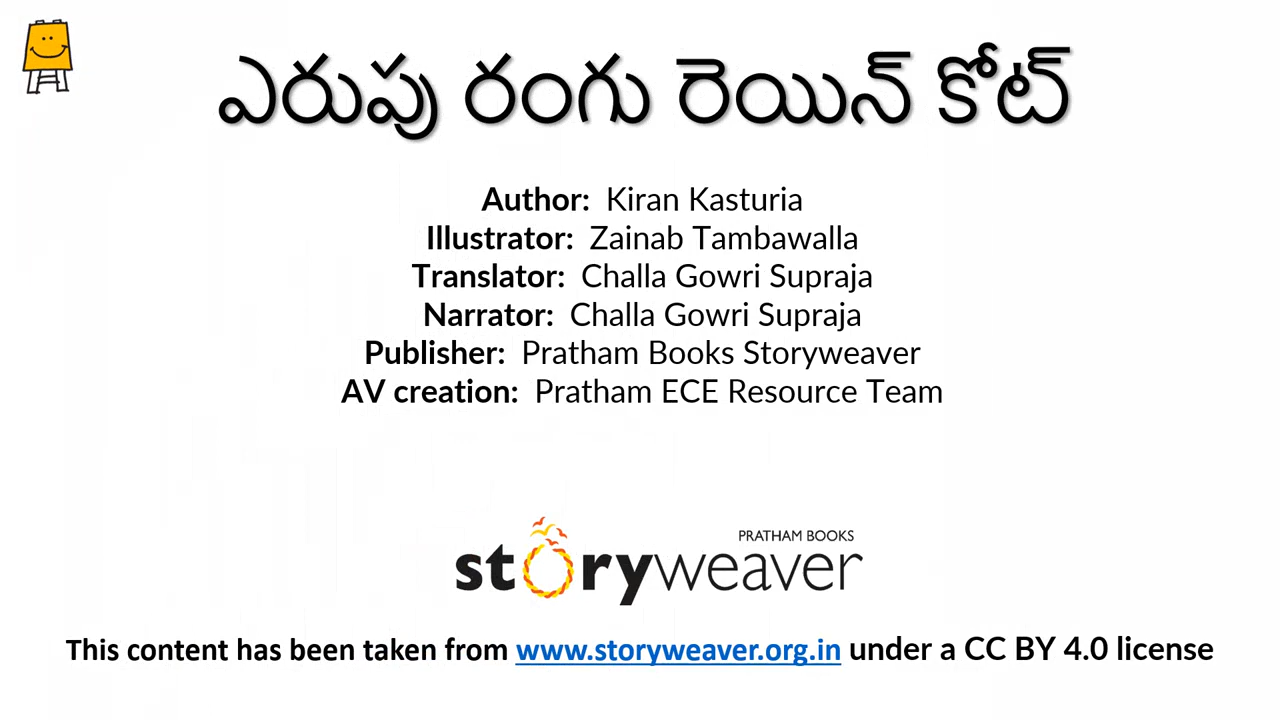 ఎరుపు రంగు రెయిన్ కోట్
Author: Kiran Kasturia
Illustrator: Zainab Tambawalla
Translator: Challa Gowri Supraja
Narrator: Challa Gowri Supraja
Publisher: Pratham Books Storyweaver
AV creation: Pratham ECE Resource Team
PRATHAM BOOKS
storyweaver
This content has been taken from www.storyweaver.org.in under a CC BY 4.0 license